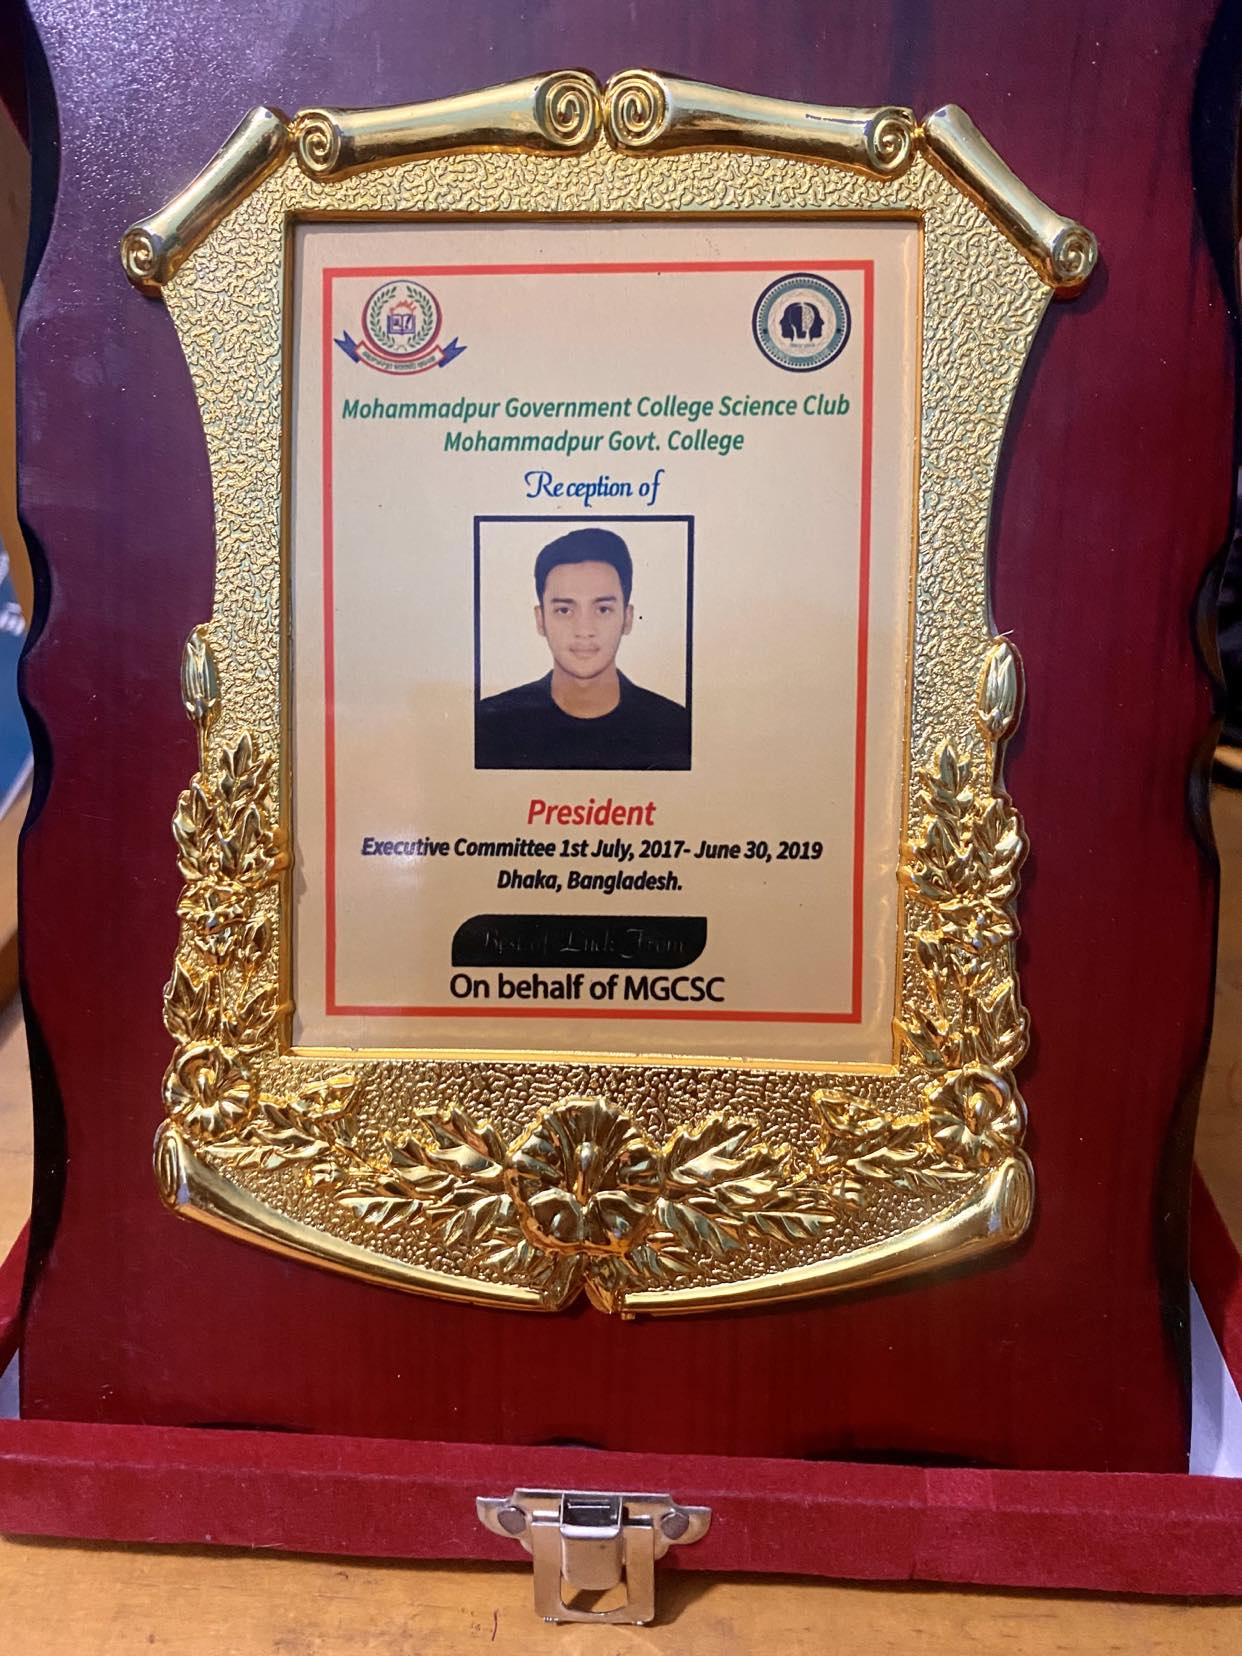 Mohammadpur Government College Science Club
Mohammadpur Govt. College
Reception of
President
Executive Committee 1st July, 2017- June 30, 2019
Dhaka, Bangladesh.
Best of Luck From
On behalf of MGCSC